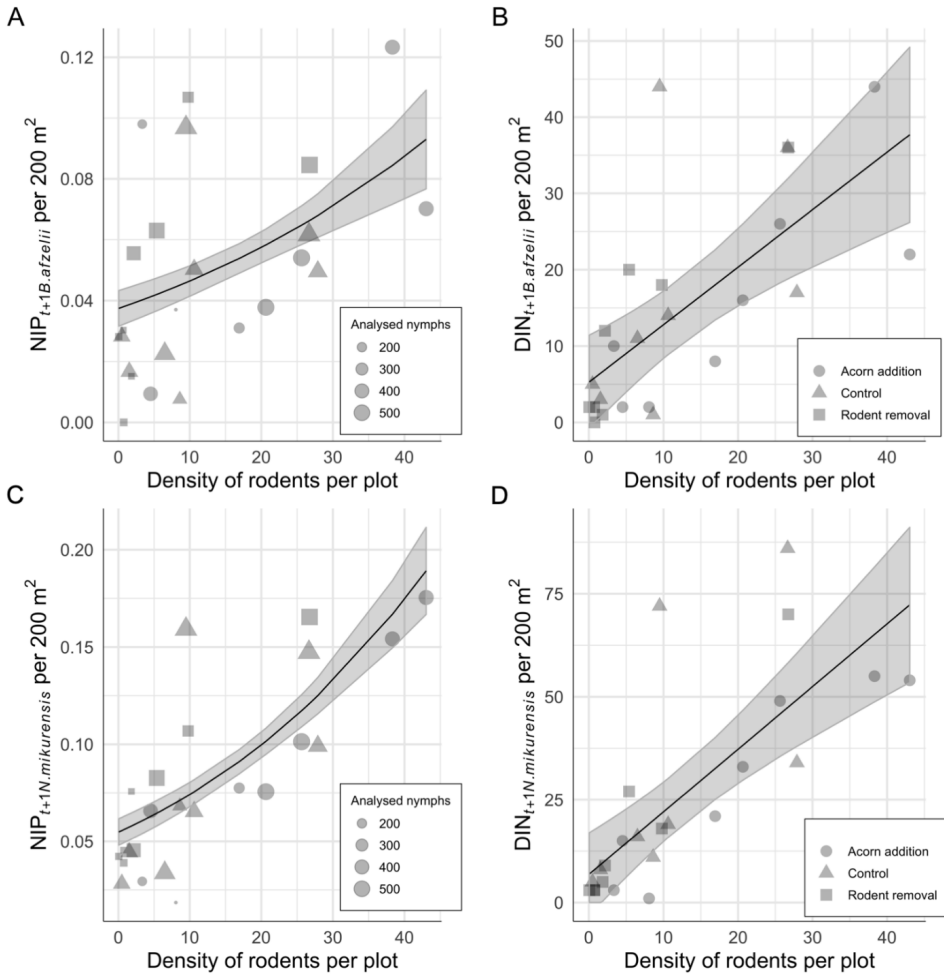 A
0.12
0.08
0.04
0.00
NIPt+1B.afzelii per 200 m²
Analysed nymphs
200
300
400
500
0 10 20 30 40
Density of rodents per plot
B
50
40
30
20
10
0
DINt+1B.afzelii per 200 m²
Acorn addition
Control
Rodent removal
0 10 20 30 40
Density of rodents per plot
C
0.20
0.15
0.10
0.05
NIPt+1N.mikurensis per 200 m²
Analysed nymphs
200
300
400
500
0 10 20 30 40
Density of rodents per plot
D
75
50
25
0
DINt+1N.mikurensis per 200 m²
Acorn addition
Control
Rodent removal
0 10 20 30 40
Density of rodents per plot